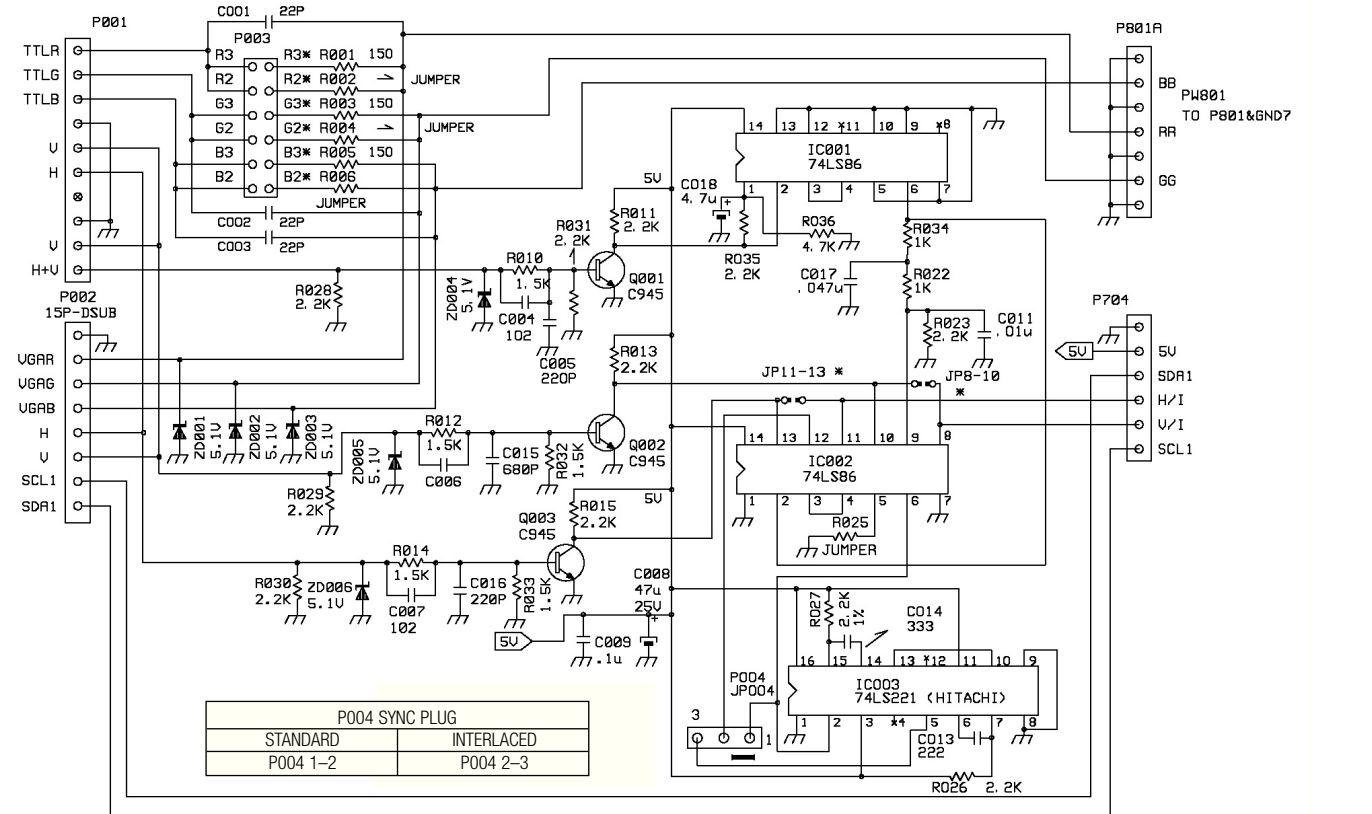 C001 22P
P001
P003
P801A
TTLR
TTLG
TTLB
V
H
V
H+V
R3 R3* R001 150
R2 R2* R002 JUMPER
G3 G3* R003 150
G2 G2* R004 JUMPER
B3 B3* R005 150
B2 B2* R006
JUMPER
C002 22P
C003 22P
BB
RR
GG
PW801
TO P801&GND7
14 13 12 *11 10 9 *8
IC001
74LS86
1 2 3 4 5 6 7
5V
C018
4.7u
+
R011
2.2K
R031
2.2K
R010
1.5K
Q001
C945
R035
2.2K
R036
4.7K
R034
1K
C017
.047u
R022
1K
R028
2.2K
ZD004
5.1V
C004
102
C005
220P
R023
2.2K
C011
.01u
P002
15P-DSUB
VGAR
VGAG
VGAB
H
V
SCL1
SDA1
P704
5V
5V
SDA1
H/I
V/I
SCL1
R013
2.2K
JP11-13 *
JP8-10
*
ZD001
5.1V
ZD002
5.1V
ZD003
5.1V
R012
1.5K
C006
ZD005
5.1V
C015
680P
R032
1.5K
Q002
C945
R029
2.2K
14 13 12 11 10 9 8
IC002
74LS86
1 2 3 4 5 6 7
R025
JUMPER
5V
R015
2.2K
Q003
C945
R014
1.5K
R030
2.2K
ZD006
5.1V
C007
102
C016
220P
R033
1.5K
C008
47u
25V
+
5V
C009
.1u
R027
2.2K
1%
C014
333
16 15 14 13 *12 11 10 9
IC003
74LS221 (HITACHI)
1 2 3 *4 5 6 7 8
P004
JP004
3
1
C013
222
R026 2.2K
P004 SYNC PLUG
STANDARD INTERLACED
P004 1–2 P004 2–3